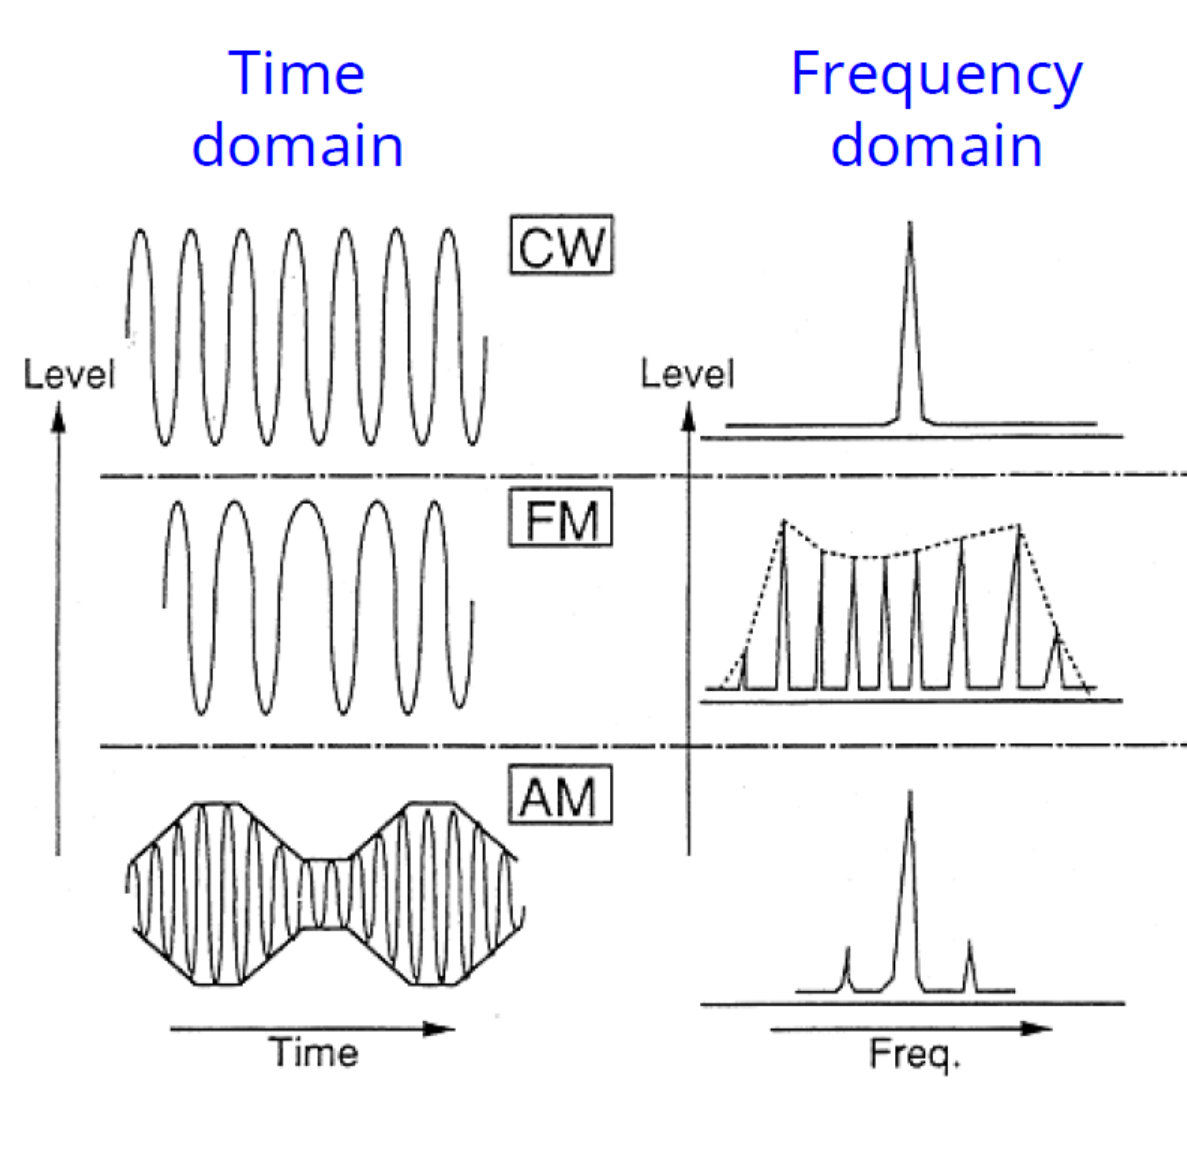 Time
domain
Frequency
domain
CW
Level
Level
FM
AM
Time
Freq.